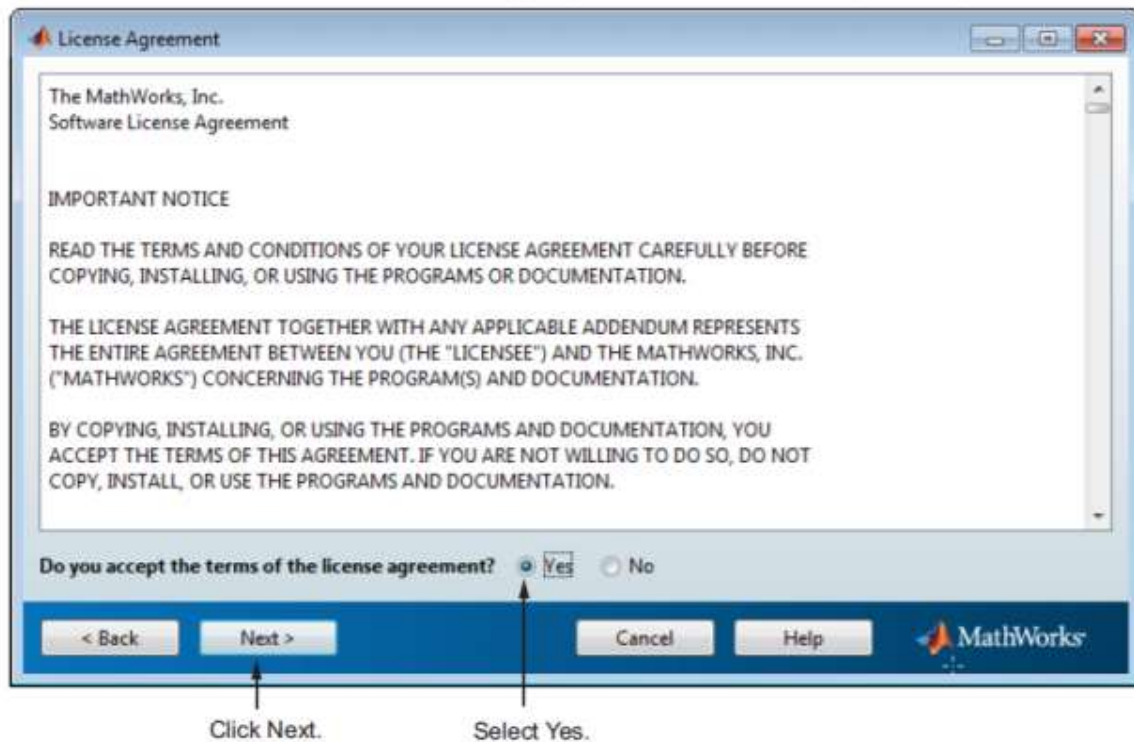 License Agreement
The MathWorks, Inc.
Software License Agreement
IMPORTANT NOTICE
READ THE TERMS AND CONDITIONS OF YOUR LICENSE AGREEMENT CAREFULLY BEFORE
COPYING, INSTALLING, OR USING THE PROGRAMS OR DOCUMENTATION.
THE LICENSE AGREEMENT TOGETHER WITH ANY APPLICABLE ADDENDUM REPRESENTS
THE ENTIRE AGREEMENT BETWEEN YOU (THE "LICENSEE") AND THE MATHWORKS, INC.
("MATHWORKS") CONCERNING THE PROGRAM(S) AND DOCUMENTATION.
BY COPYING, INSTALLING, OR USING THE PROGRAMS AND DOCUMENTATION, YOU
ACCEPT THE TERMS OF THIS AGREEMENT. IF YOU ARE NOT WILLING TO DO SO, DO NOT
COPY, INSTALL, OR USE THE PROGRAMS AND DOCUMENTATION.
Do you accept the terms of the license agreement? Yes No
< Back Next > Cancel Help MathWorks
Click Next. Select Yes.